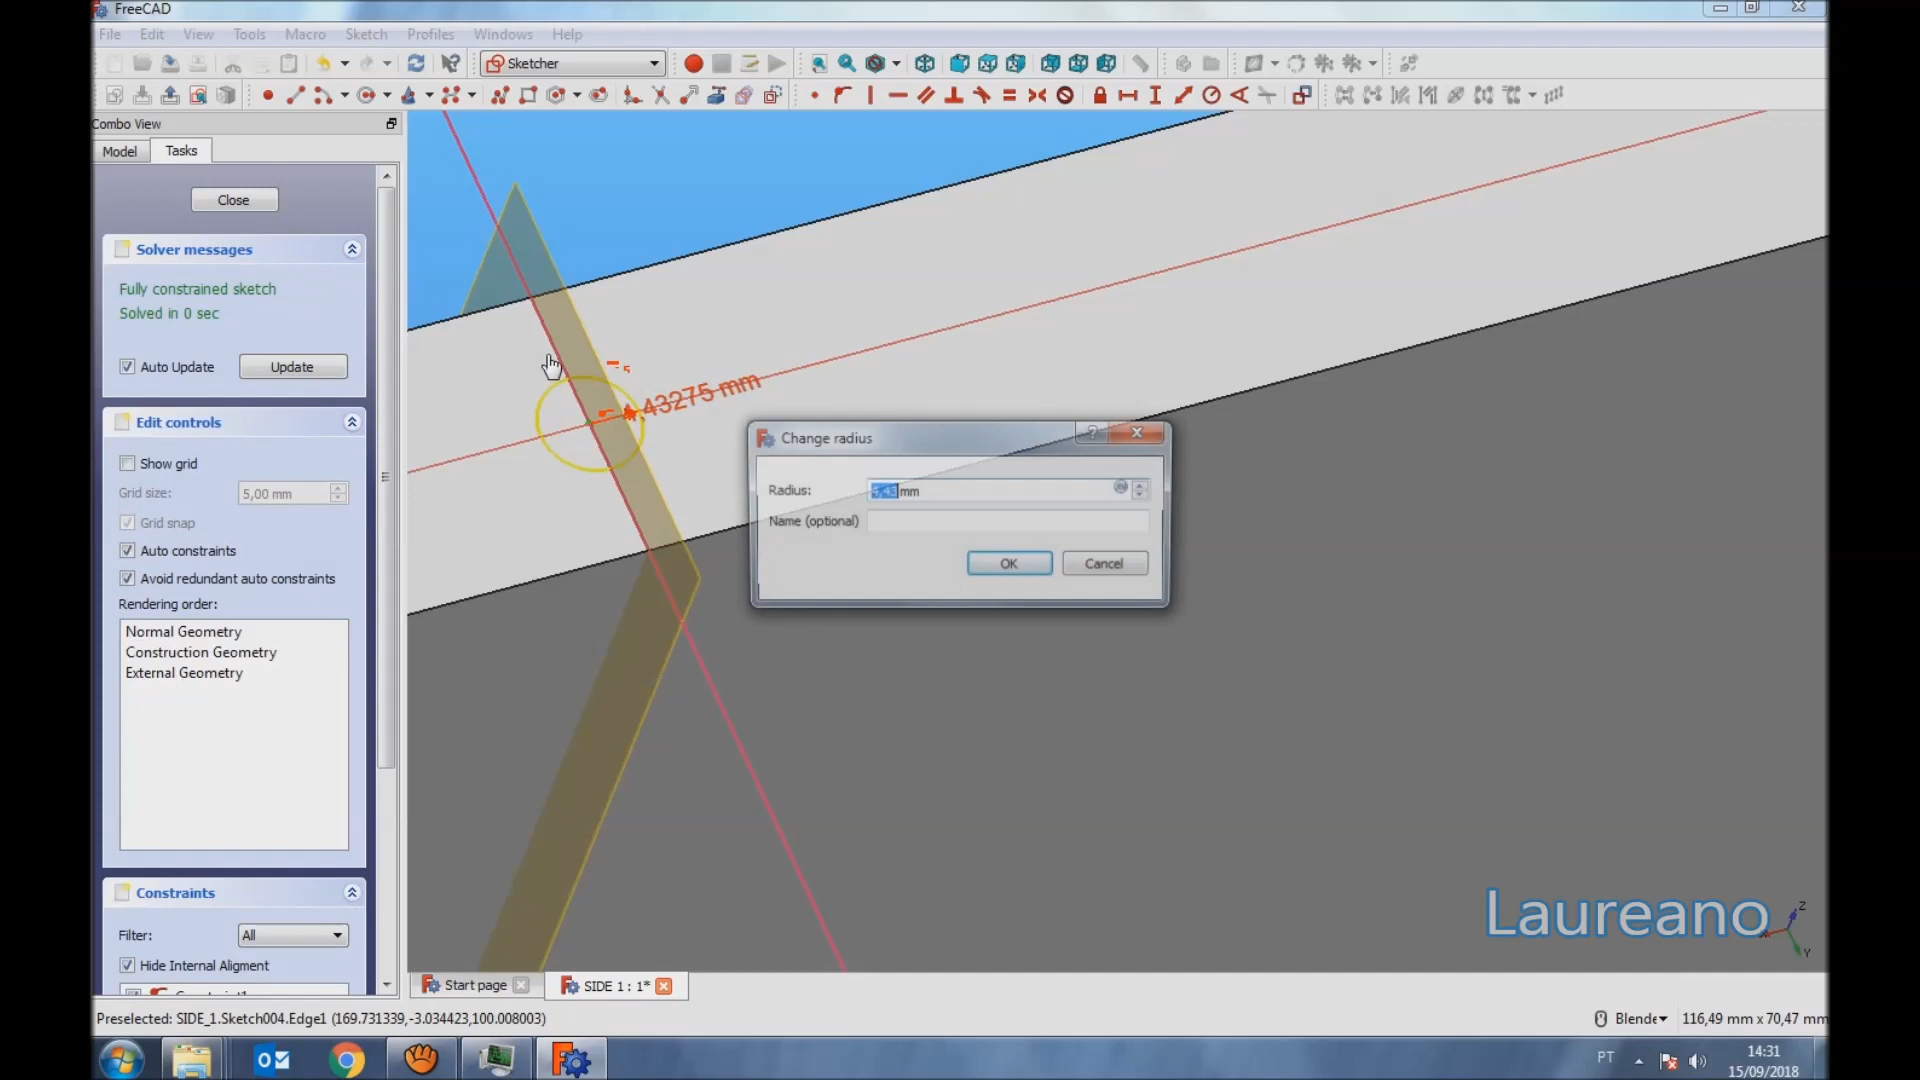 FreeCAD
File Edit View Tools Macro Sketch Profiles Windows Help
Sketcher
Combo View
Model Tasks
Close
Solver messages
Fully constrained sketch
Solved in 0 sec
Auto Update Update
Edit controls
Show grid
Grid size: 5,00 mm
Grid snap
Auto constraints
Avoid redundant auto constraints
Rendering order:
Normal Geometry
Construction Geometry
External Geometry
Constraints
Filter: All
Hide Internal Aligment
Constraint1
5
43275 mm
Change radius
Radius: 4,43 mm
Name (optional)
OK Cancel
Laureano
Z
Y
Start page SIDE 1 : 1*
Preselected: SIDE_1.Sketch004.Edge1 (169.731339,-3.034423,100.008003)
Blende 116,49 mm x 70,47 mm
PT 14:31
15/09/2018